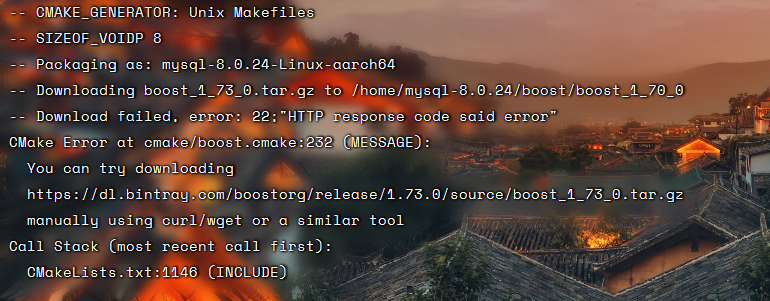 -- CMAKE_GENERATOR: Unix Makefiles
-- SIZEOF_VOIDP 8
-- Packaging as: mysql-8.0.24-Linux-aarch64
-- Downloading boost_1_73_0.tar.gz to /home/mysql-8.0.24/boost/boost_1_70_0
-- Download failed, error: 22;"HTTP response code said error"
CMake Error at cmake/boost.cmake:232 (MESSAGE):
  You can try downloading
  https://dl.bintray.com/boostorg/release/1.73.0/source/boost_1_73_0.tar.gz
  manually using curl/wget or a similar tool
Call Stack (most recent call first):
  CMakeLists.txt:1146 (INCLUDE)